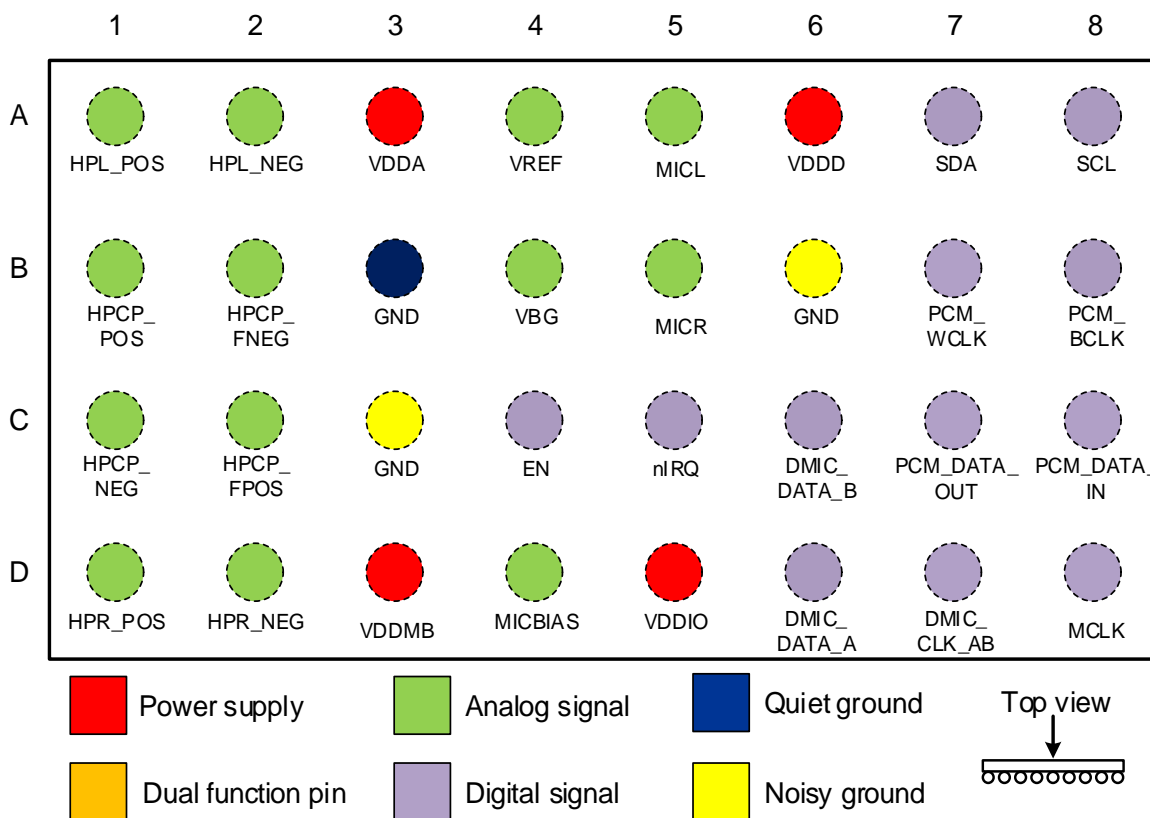 1 2 3 4 5 6 7 8
A
HPL_POS HPL_NEG VDDA VREF MICL VDDD SDA SCL
B
HPCP_ HPCP_ GND VBG MICR GND PCM_ PCM_
POS FNEG WCLK BCLK
C
HPCP_ HPCP_ GND EN nIRQ DMIC_ PCM_DATA_ PCM_DATA_
NEG FPOS DATA_B OUT IN
D
HPR_POS HPR_NEG VDDMB MICBIAS VDDIO DMIC_ DMIC_ MCLK
DATA_A CLK_AB
Power supply Analog signal Quiet ground Top view
Dual function pin Digital signal Noisy ground